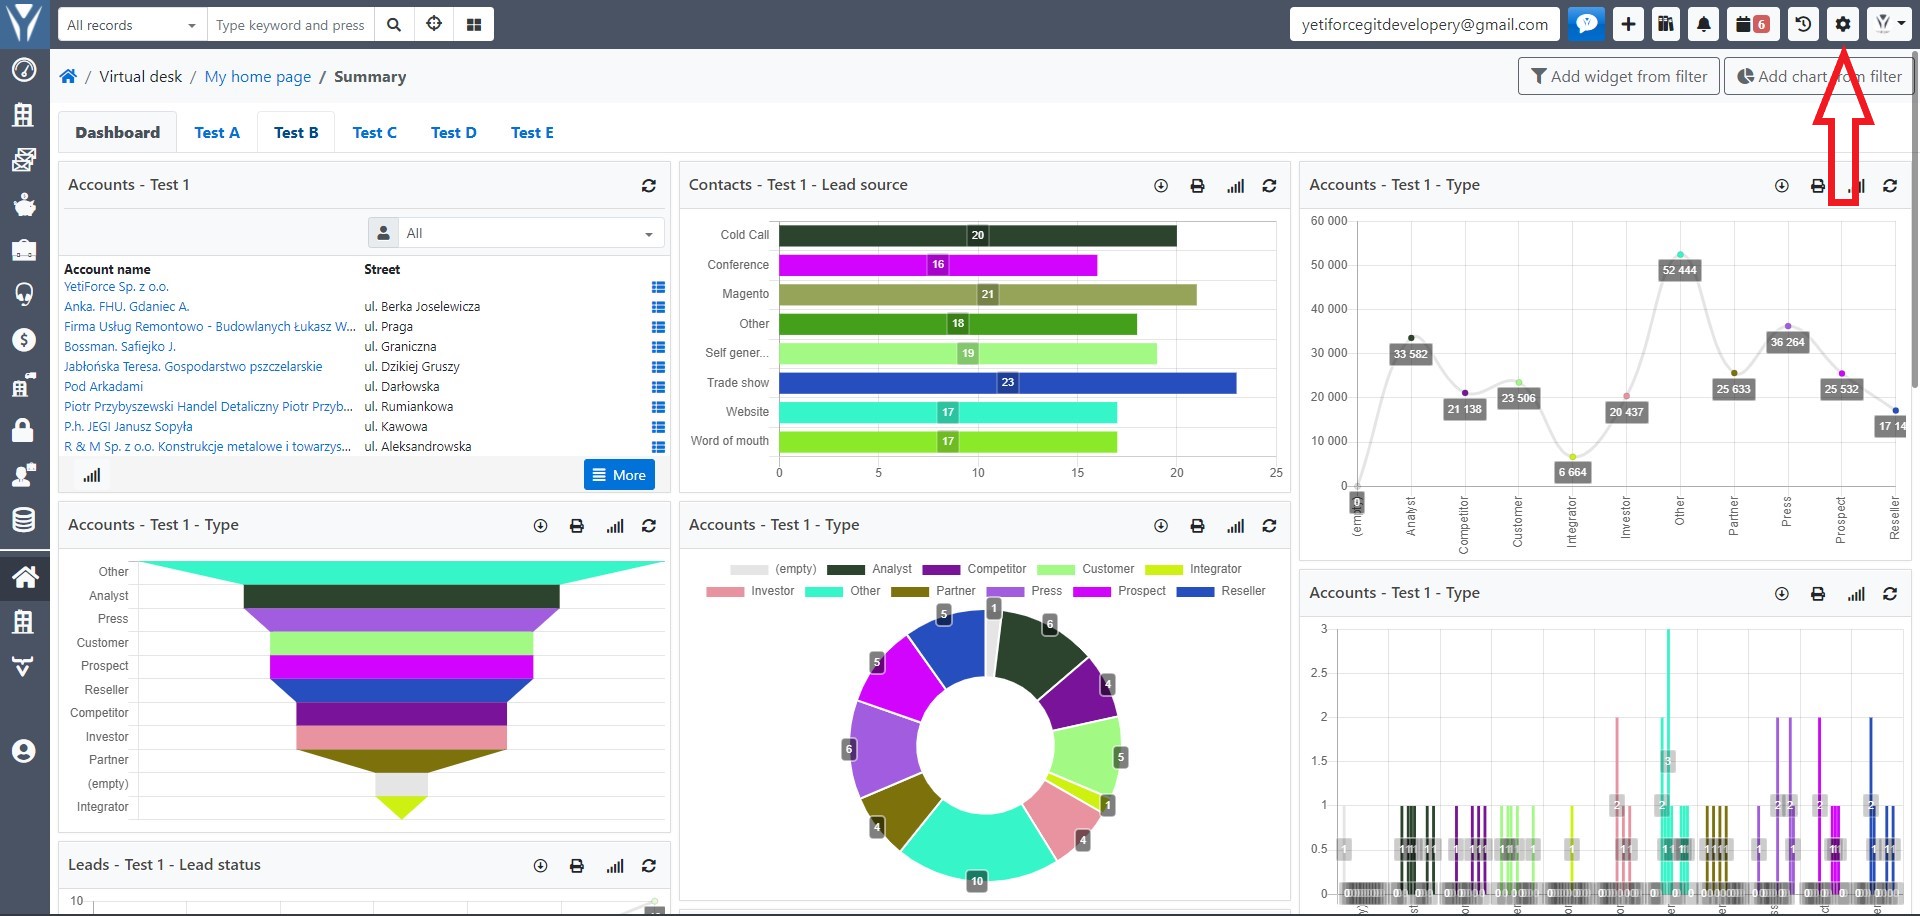 All records
Type keyword and press
yetiforcegitdevelopery@gmail.com
6
/ Virtual desk / My home page / Summary
Add widget from filter
Add chart from filter
Dashboard
Test A
Test B
Test C
Test D
Test E
Accounts - Test 1
All
Account name Street
YetiForce Sp. z o.o.
Anka. FHU. Gdaniec A. ul. Berka Joselewicza
Firma Usług Remontowo - Budowlanych Łukasz W... ul. Praga
Bossman. Safiejko J. ul. Graniczna
Jabłońska Teresa. Gospodarstwo pszczelarskie ul. Dzikiej Gruszy
Pod Arkadami ul. Darłowska
Piotr Przybyszewski Handel Detaliczny Piotr Przyb... ul. Rumiankowa
P.h. JEGI Janusz Sopyła ul. Kawowa
R & M Sp. z o.o. Konstrukcje metalowe i towarzys... ul. Aleksandrowska
More
Contacts - Test 1 - Lead source
Cold Call 20
Conference 16
Magento 21
Other 18
Self gener... 19
Trade show 23
Website 17
Word of mouth 17
0 5 10 15 20 25
Accounts - Test 1 - Type
60 000
50 000
40 000
30 000
20 000
10 000
0
0
33 582
21 138
23 506
6 664
20 437
52 444
25 633
36 264
25 532
17 14
(empty)
Analyst
Competitor
Customer
Integrator
Investor
Other
Partner
Press
Prospect
Reseller
Accounts - Test 1 - Type
Other
Analyst
Press
Customer
Prospect
Reseller
Competitor
Investor
Partner
(empty)
Integrator
Accounts - Test 1 - Type
(empty) Analyst Competitor Customer Integrator
Investor Other Partner Press Prospect Reseller
1
6
4
5
1
4
10
4
6
5
5
Accounts - Test 1 - Type
3
2.5
2
1.5
1
0.5
0
3
2
2
2 2
2
2
1
1
Leads - Test 1 - Lead status
10